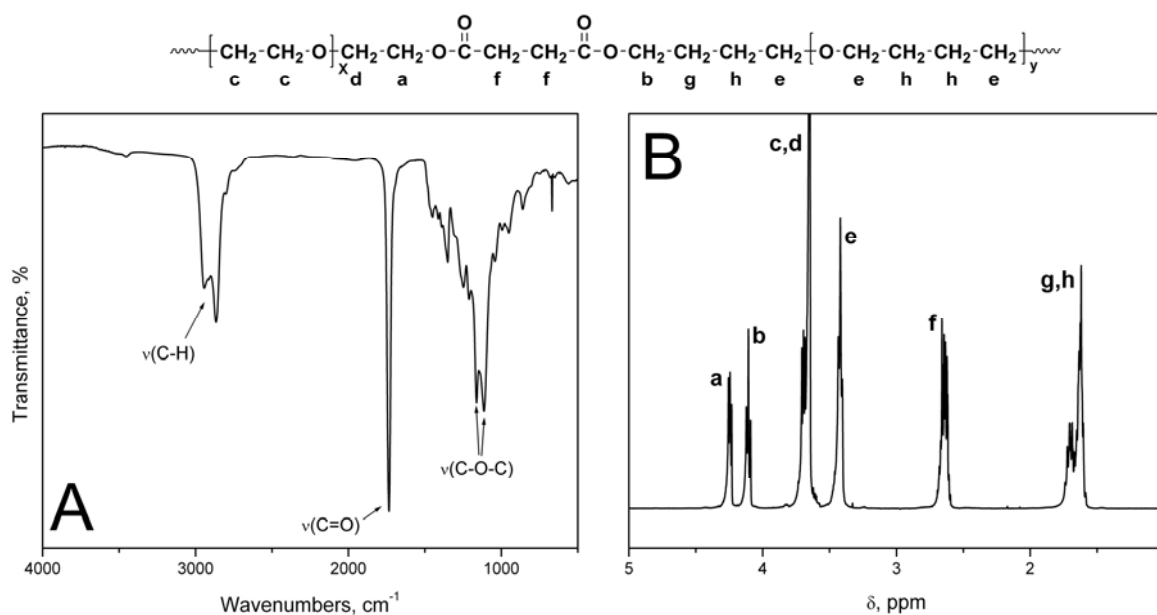 O O
[CH₂-CH₂-O]ₓCH₂-CH₂-O-C-CH₂-CH₂-C-O-CH₂-CH₂-CH₂-CH₂[O-CH₂-CH₂-CH₂-CH₂]y
c c d a f f b g h e e h h e
A
ν(C-H)
ν(C=O)
ν(C-O-C)
Transmittance, %
4000 3000 2000 1000
Wavenumbers, cm⁻¹
B
c,d
e
g,h
f
b
a
5 4 3 2
δ, ppm